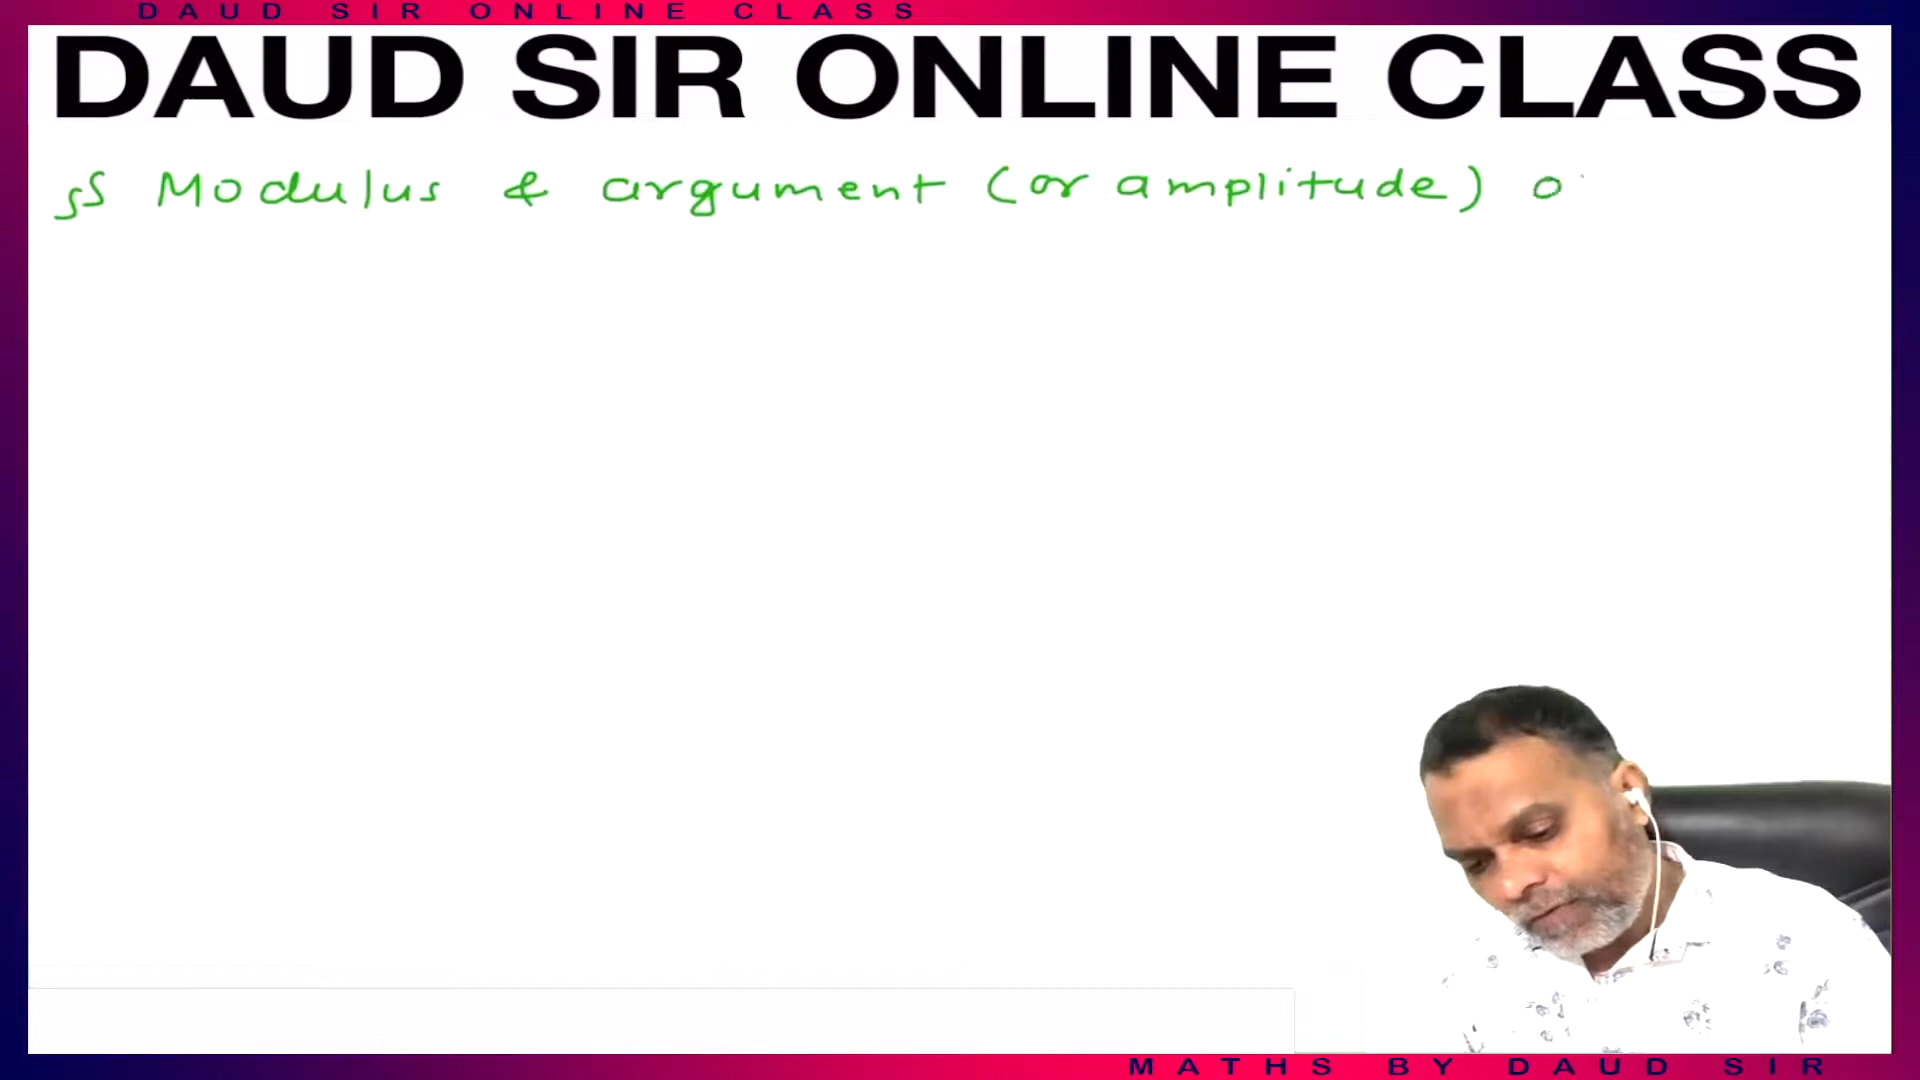 DAUD SIR ONLINE CLASS
DAUD SIR ONLINE CLASS
§§ Modulus & argument (or amplitude) o
MATHS BY DAUD SIR